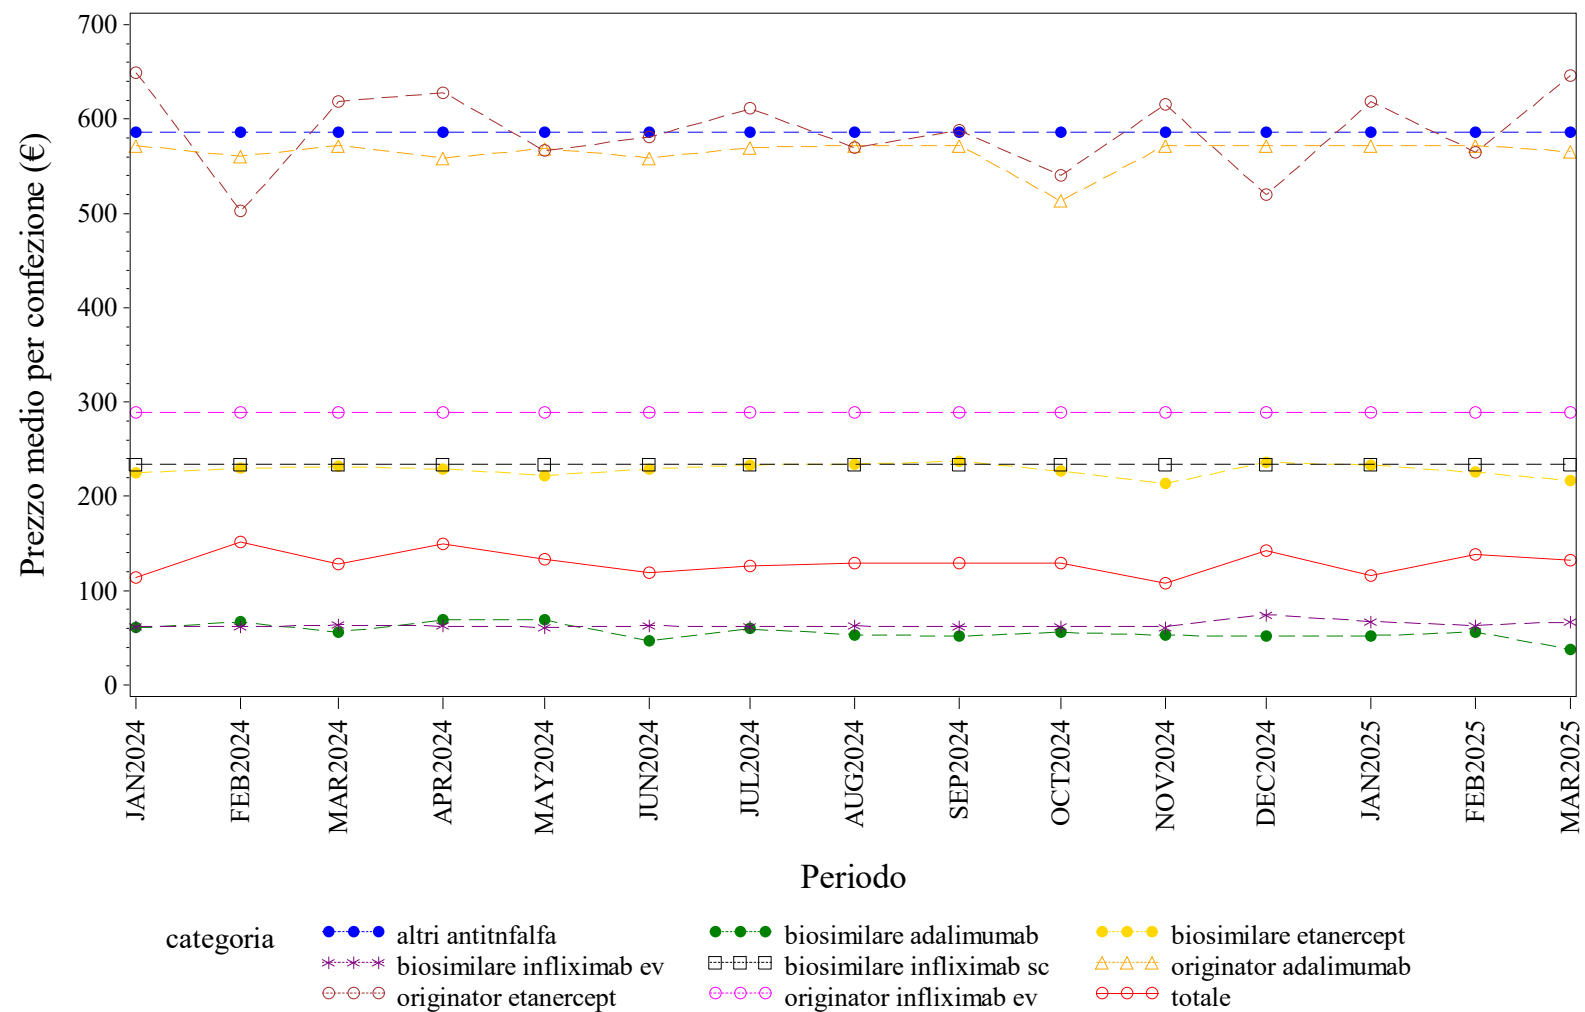 Prezzo medio per confezione (€)
700
600
500
400
300
200
100
0
JAN2024
FEB2024
MAR2024
APR2024
MAY2024
JUN2024
JUL2024
AUG2024
SEP2024
OCT2024
NOV2024
DEC2024
JAN2025
FEB2025
MAR2025
Periodo
categoria
altri antitnfalfa
biosimilare adalimumab
biosimilare etanercept
biosimilare infliximab ev
biosimilare infliximab sc
originator adalimumab
originator etanercept
originator infliximab ev
totale